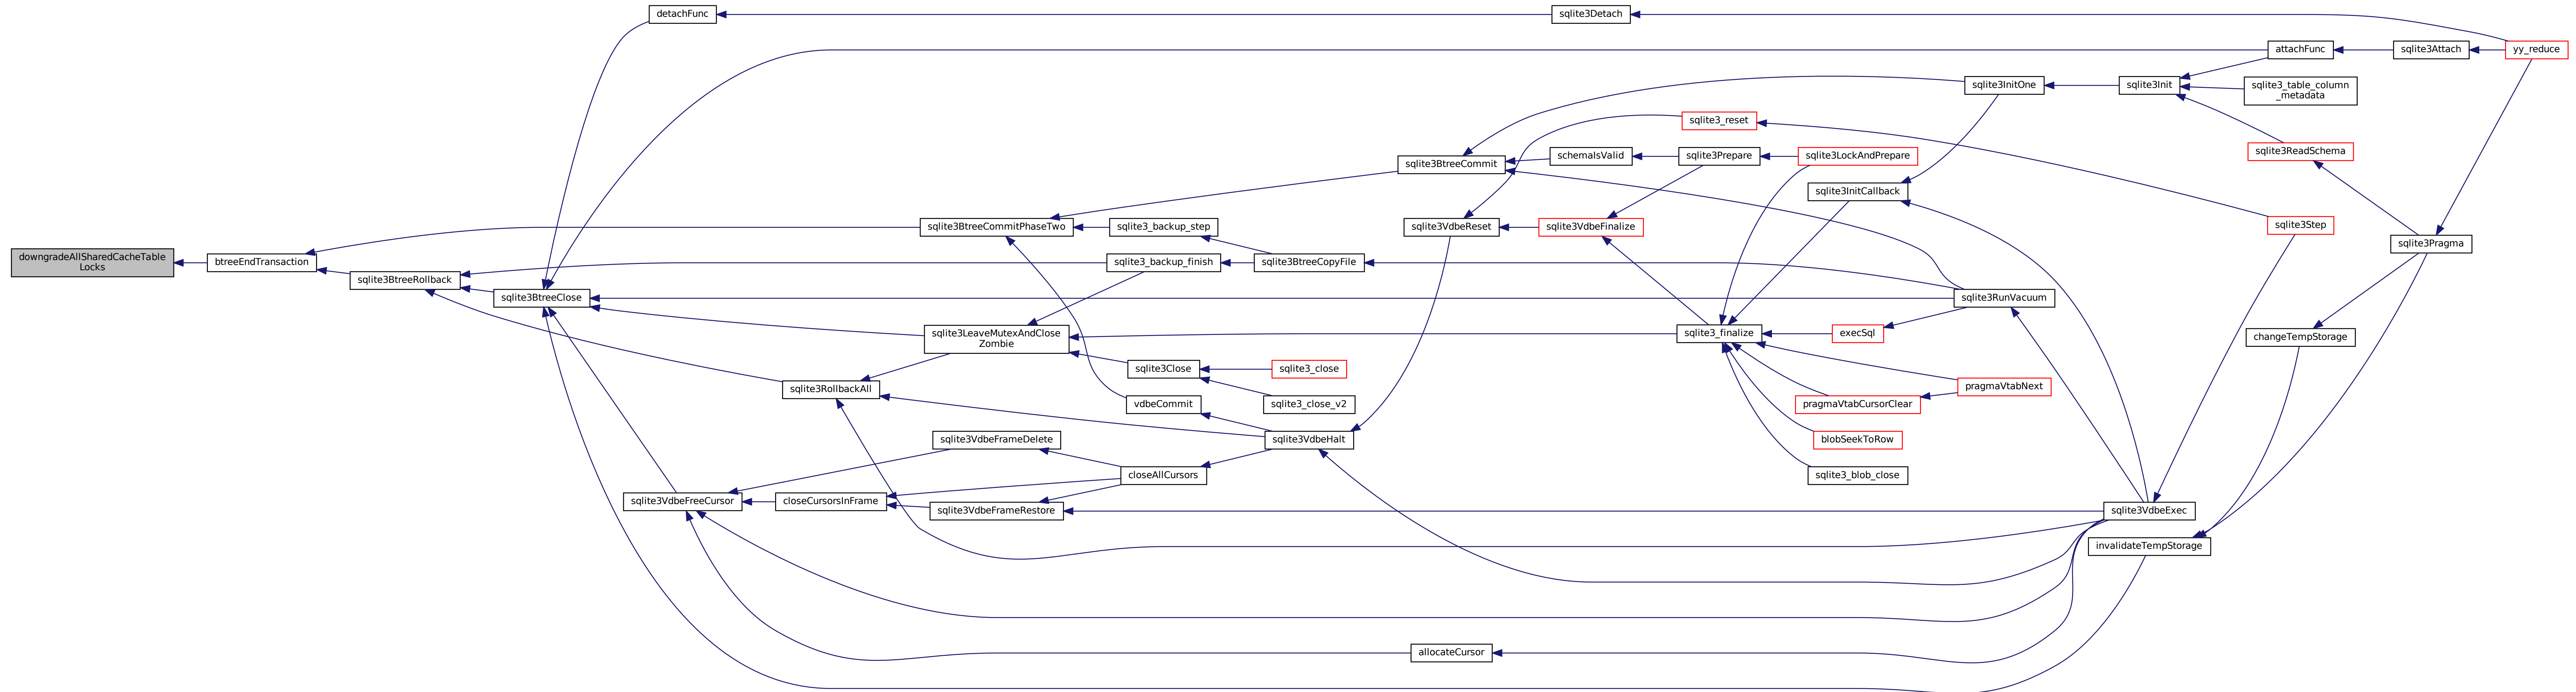 detachFunc
sqlite3Detach
attachFunc
sqlite3Attach
yy_reduce
sqlite3InitOne
sqlite3Init
sqlite3_table_column
_metadata
sqlite3_reset
sqlite3BtreeCommit
schemaIsValid
sqlite3Prepare
sqlite3LockAndPrepare
sqlite3ReadSchema
sqlite3InitCallback
sqlite3BtreeCommitPhaseTwo
sqlite3_backup_step
sqlite3VdbeReset
sqlite3VdbeFinalize
sqlite3Step
sqlite3Pragma
downgradeAllSharedCacheTable
Locks
btreeEndTransaction
sqlite3BtreeRollback
sqlite3_backup_finish
sqlite3BtreeCopyFile
sqlite3BtreeClose
sqlite3RunVacuum
sqlite3LeaveMutexAndClose
Zombie
sqlite3_finalize
execSql
changeTempStorage
sqlite3Close
sqlite3_close
sqlite3RollbackAll
pragmaVtabNext
vdbeCommit
sqlite3_close_v2
pragmaVtabCursorClear
sqlite3VdbeFrameDelete
sqlite3VdbeHalt
blobSeekToRow
closeAllCursors
sqlite3_blob_close
sqlite3VdbeFreeCursor
closeCursorsInFrame
sqlite3VdbeFrameRestore
sqlite3VdbeExec
invalidateTempStorage
allocateCursor